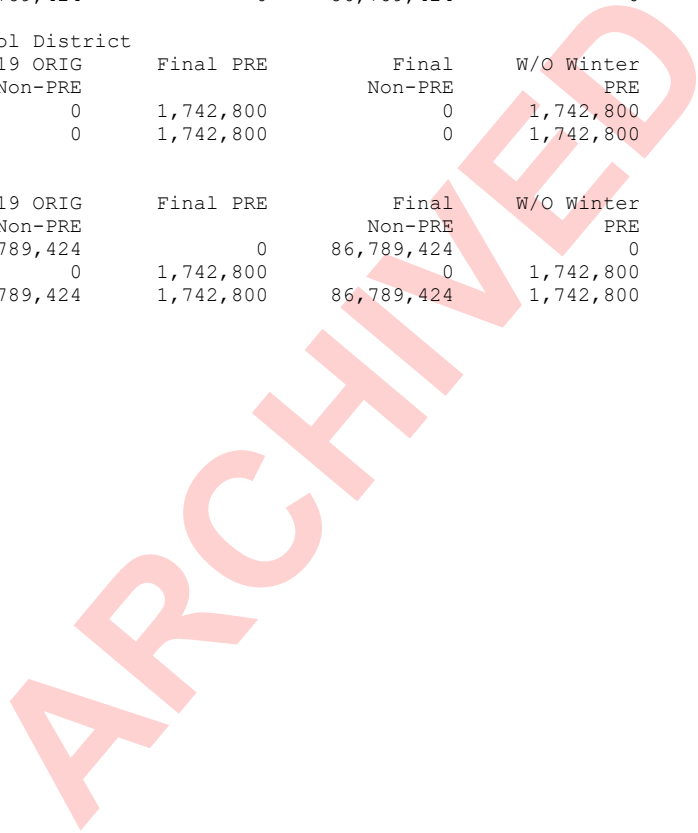 ol District
19 ORIG Final PRE Final W/O Winter
Non-PRE Non-PRE PRE
0 1,742,800 0 1,742,800
0 1,742,800 0 1,742,800
19 ORIG Final PRE Final W/O Winter
Non-PRE Non-PRE PRE
789,424 0 86,789,424 0
0 1,742,800 0 1,742,800
789,424 1,742,800 86,789,424 1,742,800
ARCHIVED